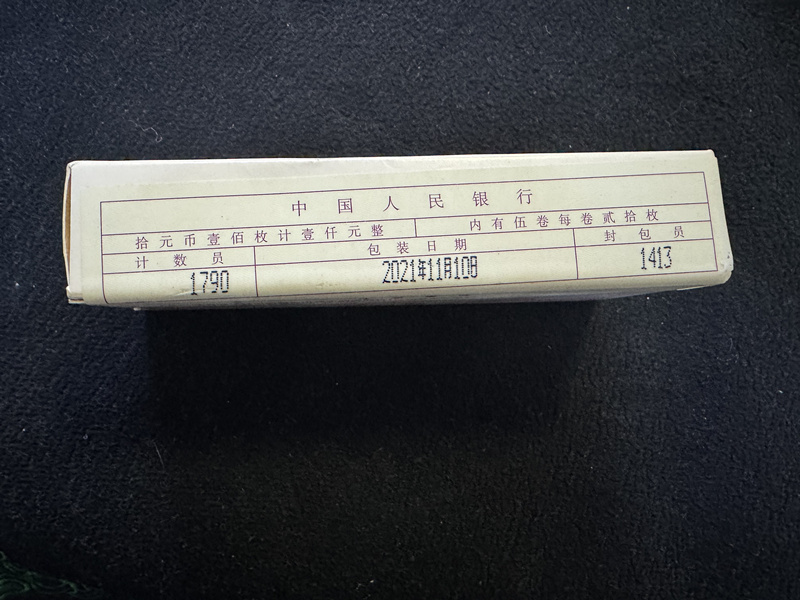 中国人民银行
拾元币壹佰枚计壹仟元整 内有伍卷每卷贰拾枚
计数员 包装日期 封包员
1790 2021年11月10日 1413